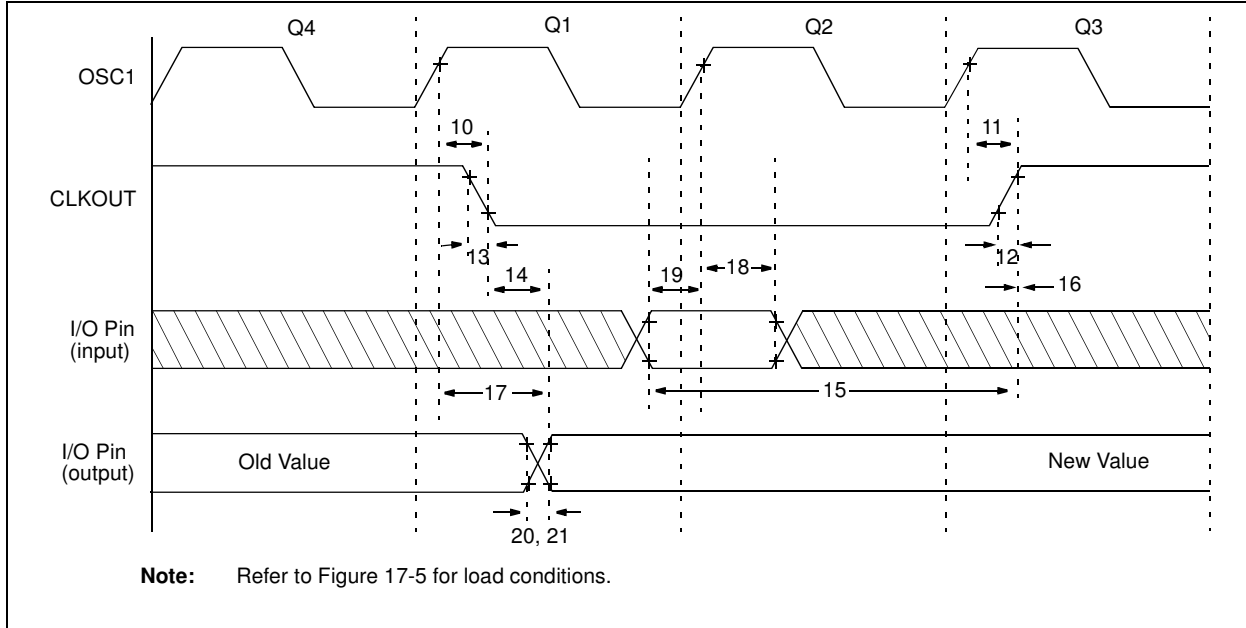 Q4 Q1 Q2 Q3
OSC1
10 11
CLKOUT
13 12
14 19 18 16
I/O Pin
(input)
17 15
I/O Pin
(output)
Old Value New Value
20, 21
Note: Refer to Figure 17-5 for load conditions.